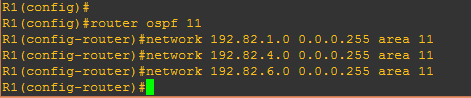 R1(config)#
R1(config)#router ospf 11
R1(config-router)#network 192.82.1.0 0.0.0.255 area 11
R1(config-router)#network 192.82.4.0 0.0.0.255 area 11
R1(config-router)#network 192.82.6.0 0.0.0.255 area 11
R1(config-router)#